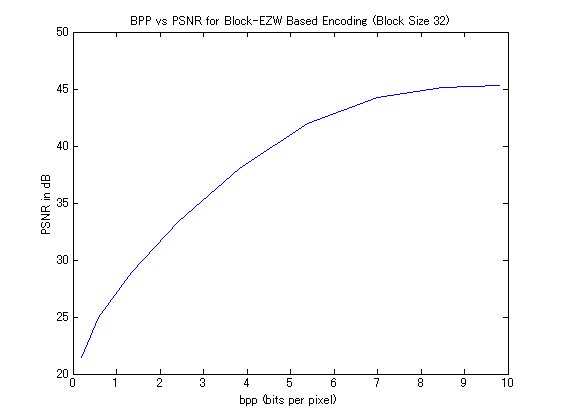 BPP vs PSNR for Block-EZW Based Encoding (Block Size 32)
50
45
40
35
30
25
20
PSNR in dB
0 1 2 3 4 5 6 7 8 9 10
bpp (bits per pixel)